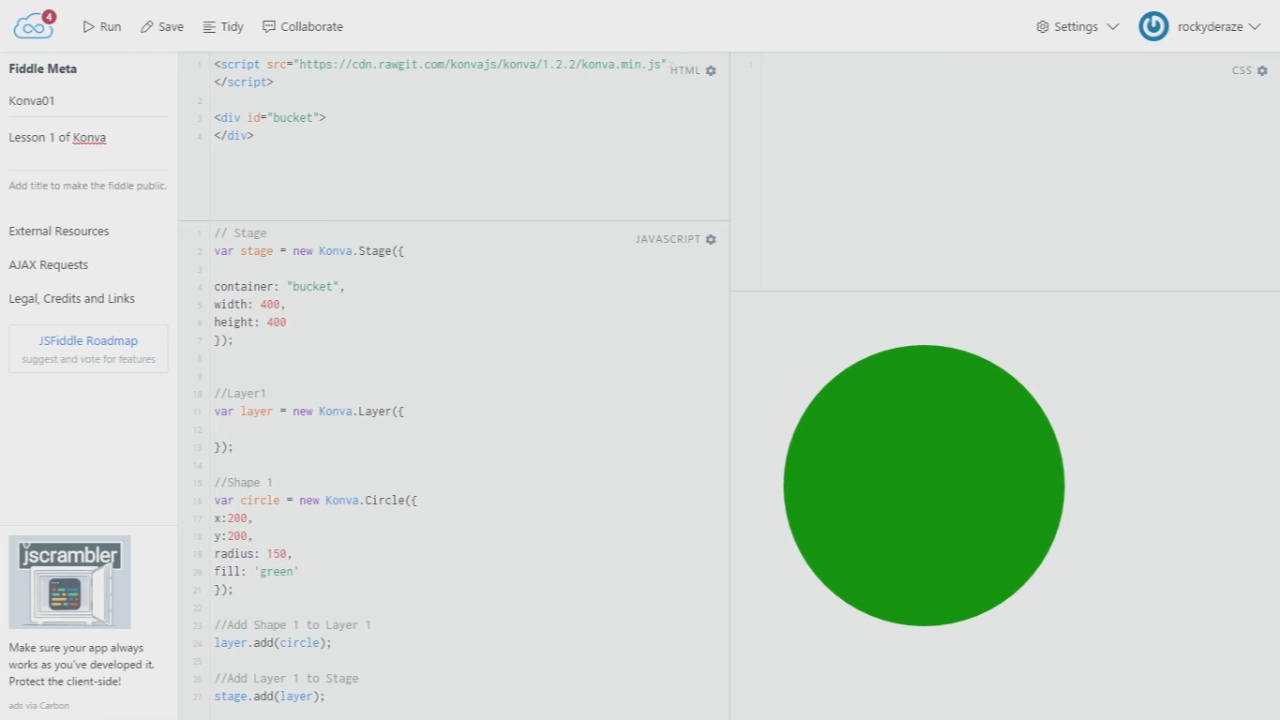 4
Run
Save
Tidy
Collaborate
Settings
rockyderaze
Fiddle Meta
Konva01
Lesson 1 of Konva
Add title to make the fiddle public.
External Resources
AJAX Requests
Legal, Credits and Links
JSFiddle Roadmap
suggest and vote for features
jscrambler
Make sure your app always
works as you've developed it.
Protect the client-side!
ads via Carbon
HTML
1 <script src="https://cdn.rawgit.com/konvajs/konva/1.2.2/konva.min.js"
</script>
2
3 <div id="bucket">
4 </div>
JAVASCRIPT
1 // Stage
2 var stage = new Konva.Stage({
3
4 container: "bucket",
5 width: 400,
6 height: 400
7 });
8
9
10 //Layer1
11 var layer = new Konva.Layer({
12
13 });
14
15 //Shape 1
16 var circle = new Konva.Circle({
17 x:200,
18 y:200,
19 radius: 150,
20 fill: 'green'
21 });
22
23 //Add Shape 1 to Layer 1
24 layer.add(circle);
25
26 //Add Layer 1 to Stage
27 stage.add(layer);
1
CSS